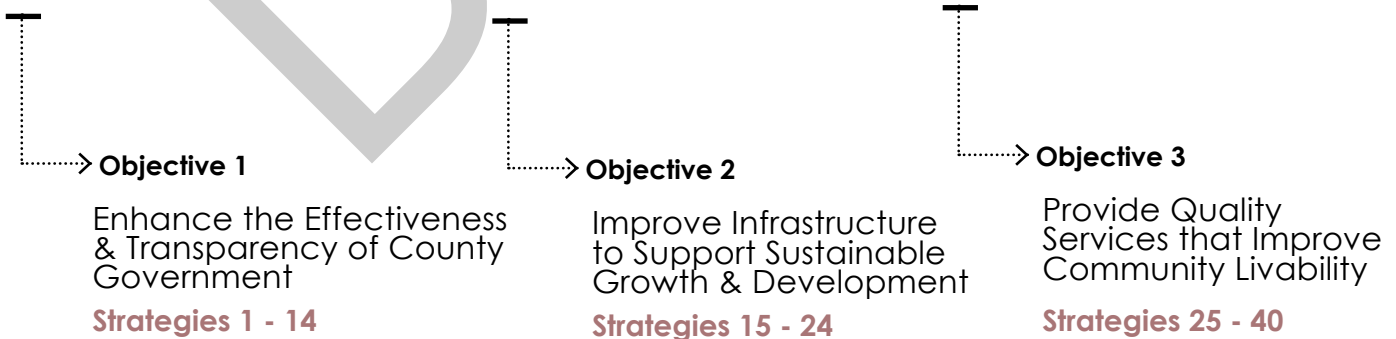 Objective 1
Enhance the Effectiveness
& Transparency of County
Government
Strategies 1 - 14
Objective 2
Improve Infrastructure
to Support Sustainable
Growth & Development
Strategies 15 - 24
Objective 3
Provide Quality
Services that Improve
Community Livability
Strategies 25 - 40